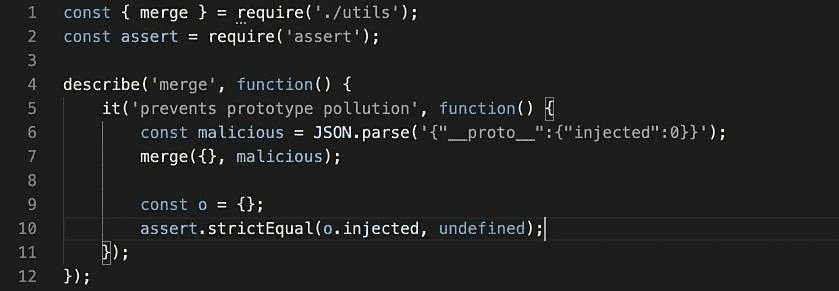 1 const { merge } = require('./utils');
2 const assert = require('assert');
3
4 describe('merge', function() {
5 it('prevents prototype pollution', function() {
6 const malicious = JSON.parse('{"__proto__":{"injected":0}}');
7 merge({}, malicious);
8
9 const o = {};
10 assert.strictEqual(o.injected, undefined);
11 });
12 });